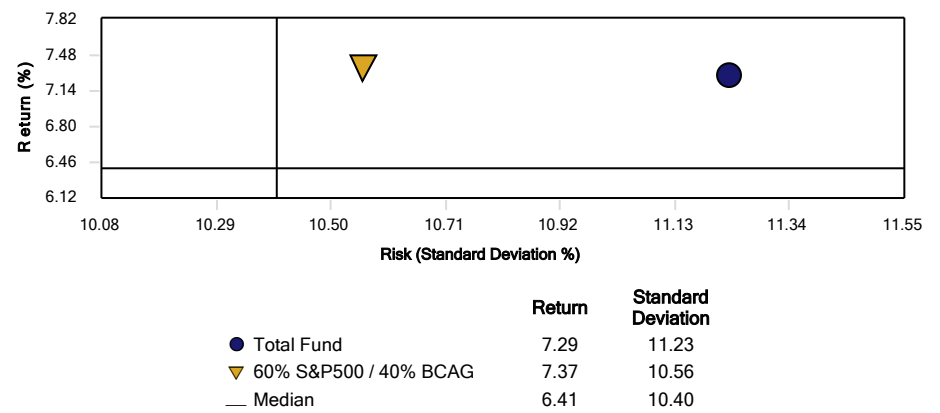 7.82
7.48
7.14
6.80
6.46
6.12
Return (%)
10.08 10.29 10.50 10.71 10.92 11.13 11.34 11.55
Risk (Standard Deviation %)
Return Standard Deviation
Total Fund 7.29 11.23
60% S&P500 / 40% BCAG 7.37 10.56
Median 6.41 10.40